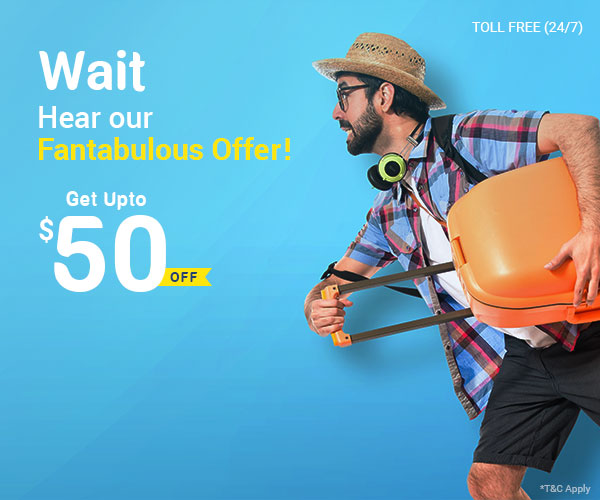 TOLL FREE (24/7)
Wait
Hear our
Fantabulous Offer!
Get Upto
$50 OFF
*T&C Apply